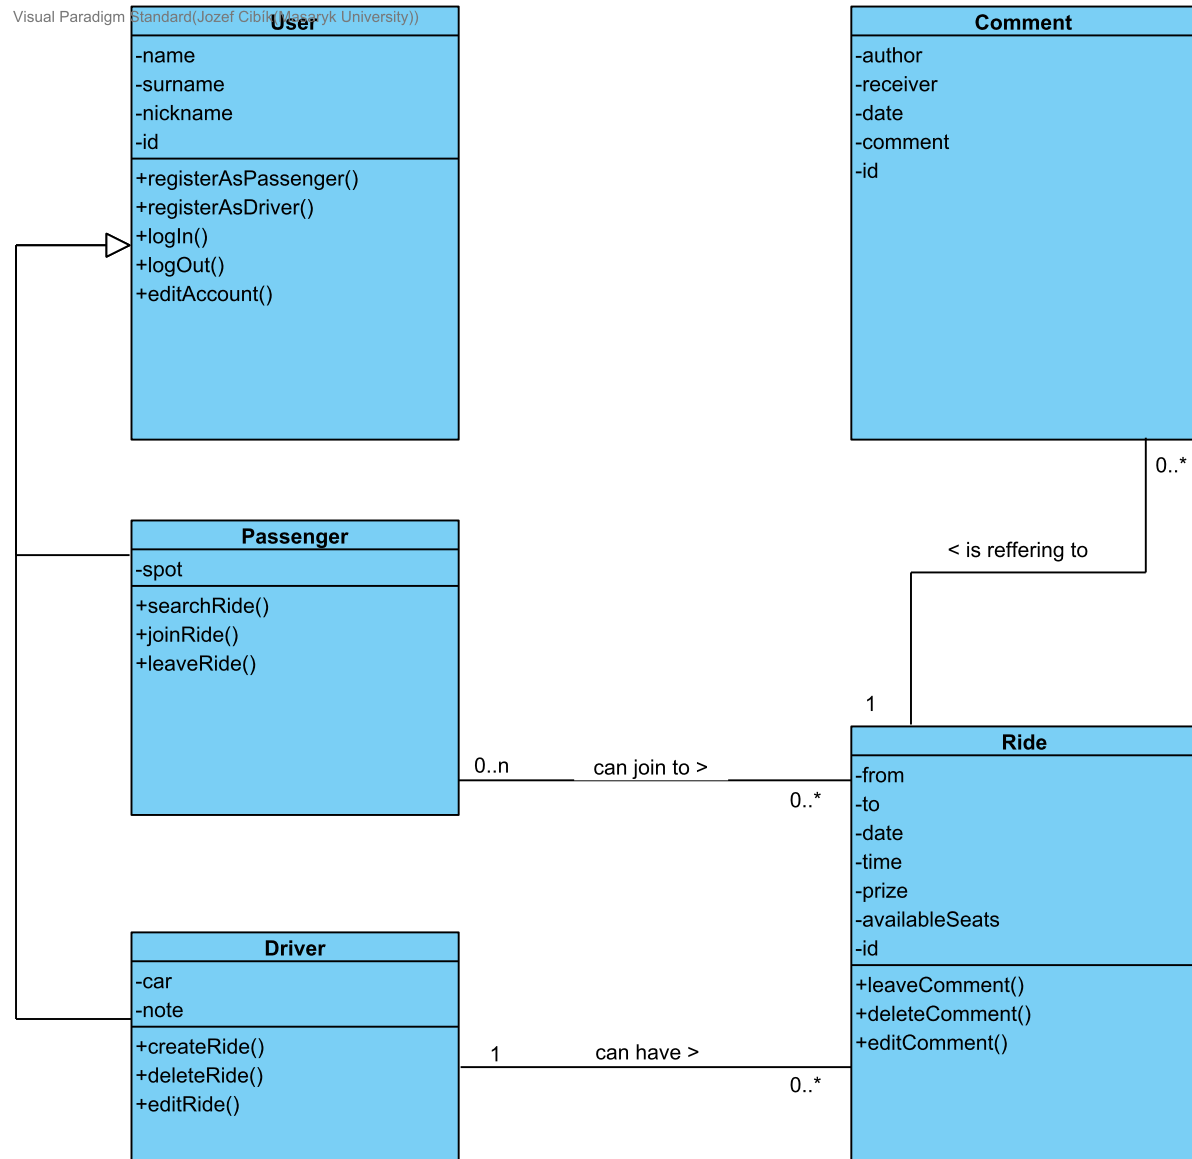 Visual Paradigm Standard(Jozef Cibik(Masaryk University))
User
-name
-surname
-nickname
-id
+registerAsPassenger()
+registerAsDriver()
+logIn()
+logOut()
+editAccount()
Comment
-author
-receiver
-date
-comment
-id
0..*
< is reffering to
1
Passenger
-spot
+searchRide()
+joinRide()
+leaveRide()
0..n
can join to >
0..*
Ride
-from
-to
-date
-time
-prize
-availableSeats
-id
+leaveComment()
+deleteComment()
+editComment()
Driver
-car
-note
+createRide()
+deleteRide()
+editRide()
1
can have >
0..*